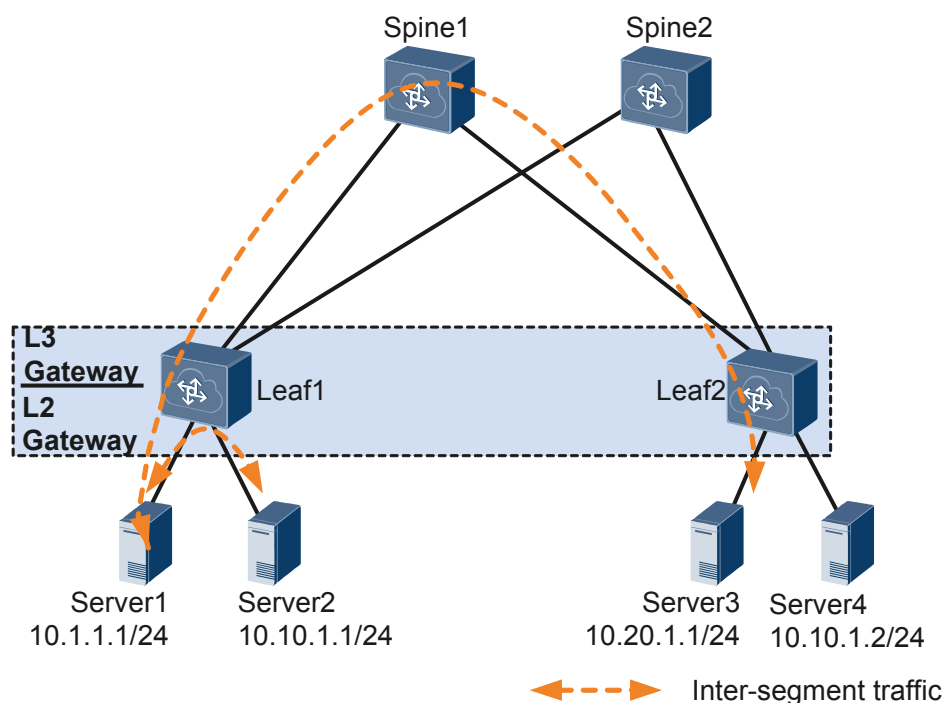 Spine1
Spine2
L3
Gateway
L2
Gateway
Leaf1
Leaf2
Server1
10.1.1.1/24
Server2
10.10.1.1/24
Server3
10.20.1.1/24
Server4
10.10.1.2/24
Inter-segment traffic